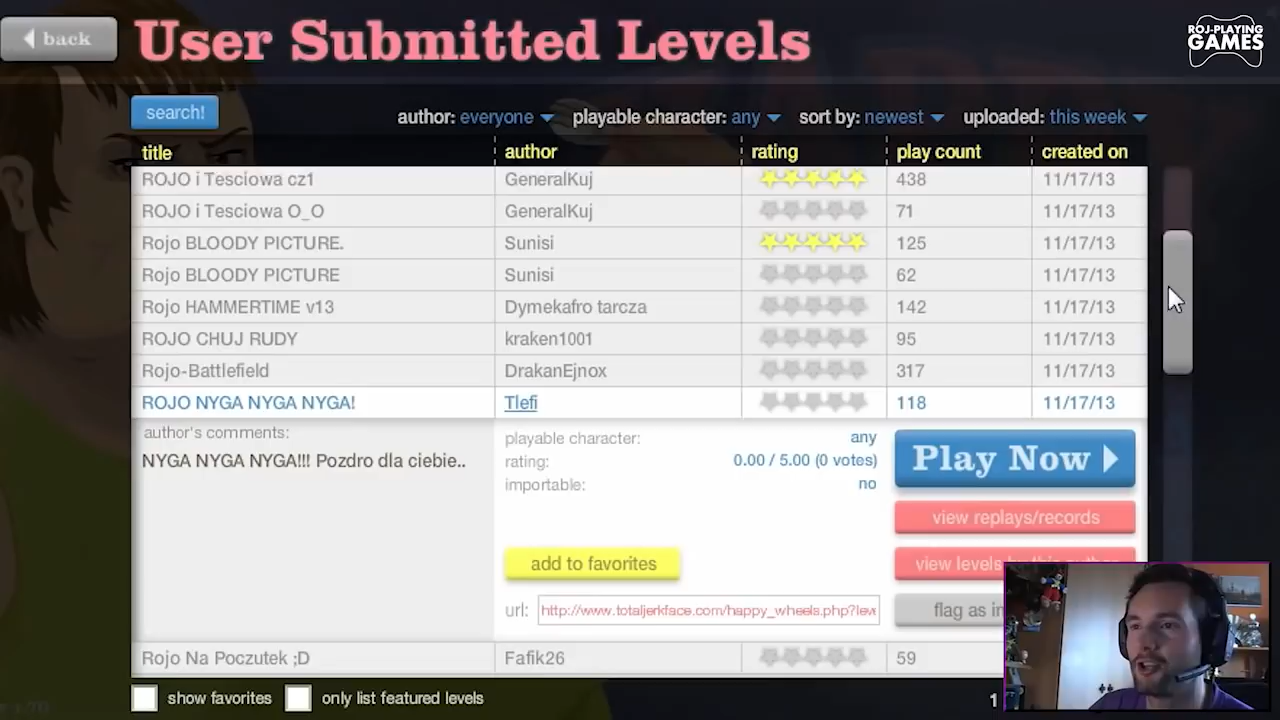 back
User Submitted Levels
ROJ-PLAYING
GAMES
search!
author: everyone
playable character: any
sort by: newest
uploaded: this week
title author rating play count created on
ROJO i Tesciowa cz1 GeneralKuj 438 11/17/13
ROJO i Tesciowa O_O GeneralKuj 71 11/17/13
Rojo BLOODY PICTURE. Sunisi 125 11/17/13
Rojo BLOODY PICTURE Sunisi 62 11/17/13
Rojo HAMMERTIME v13 Dymekafro tarcza 142 11/17/13
ROJO CHUJ RUDY kraken1001 95 11/17/13
Rojo-Battlefield DrakanEjnox 317 11/17/13
ROJO NYGA NYGA NYGA! Tlefi 118 11/17/13
author's comments:
NYGA NYGA NYGA!!! Pozdro dla ciebie..
playable character: any
rating: 0.00 / 5.00 (0 votes)
importable: no
add to favorites
url: http://www.totaljerkface.com/happy_wheels.php?lev
Play Now
view replays/records
view levels
flag as in
Rojo Na Poczutek ;D Fafik26 59
show favorites
only list featured levels
1